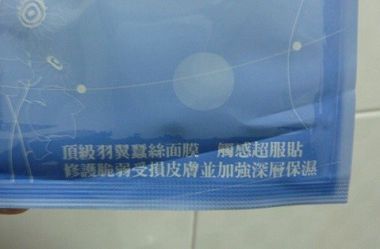 頂級羽翼蠶絲面膜 觸感超服貼
修護脆弱受損皮膚並加強深層保濕